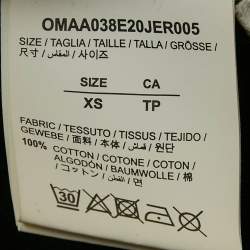 OMAA038E20JER005
SIZE / TAGLIA / TAILLE / TALLA / GRÖSSE /
尺寸 / المقاس / 사이즈
SIZE CA
XS TP
FABRIC / TESSUTO / TISSUS / TEJIDO /
GEWEBE / 面料 / 本体 / قماش / 원단
100% COTTON / COTONE / COTON /
ALGODÓN / BAUMWOLLE / 棉
/ コットン / قطن / 면
30